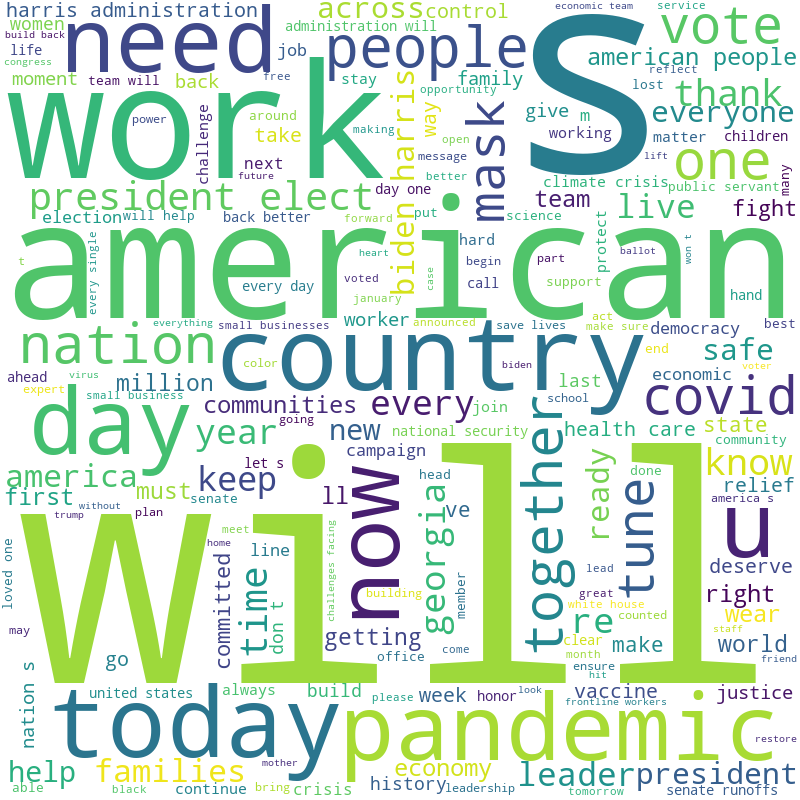 harris administration
across
control
economic team
service
women
need
people
S
vote
build back
administration will
life
job
american people
congress
moment
team will
back
free
stay
family
reflect
work
opportunity
lost
thank
power
around
mask
way
give
m
everyone
challenge
take
making
open
working
matter
children
message
lift
one
next
better
biden harris
climate crisis
public servant
many
future
day one
president elect
team
live
fight
election
will help
back better
forward
put
science
american
hard
protect
ballot
won t
every single
heart
begin
part
t
voted
case
call
support
hand
every day
january
act
everything
small businesses
worker
announced
save lives
make sure
democracy
best
nation
country
safe
color
biden
end
voter
ahead
virus
million
economic
expert
small business
last
covid
day
communities
every
join
school
going
year
new
national security
together
health care
state
community
let s
campaign
know
america
keep
now
head
ready
done
relief
first
must
senate
ll
ve
tune
america s
trump
without
plan
georgia
u
will
meet
home
time
line
challenges facing
member
lead
deserve
loved one
committed
don t
building
great
right
white house
re
counted
wear
staff
may
getting
clear
make
world
go
office
come
month
ensure
friend
nation s
hit
united states
always
build
please
week
honor
look
vaccine
justice
frontline workers
today
pandemic
restore
mother
help
families
economy
leader
president
able
black
continue
bring
crisis
history
leadership
tomorrow
senate runoffs